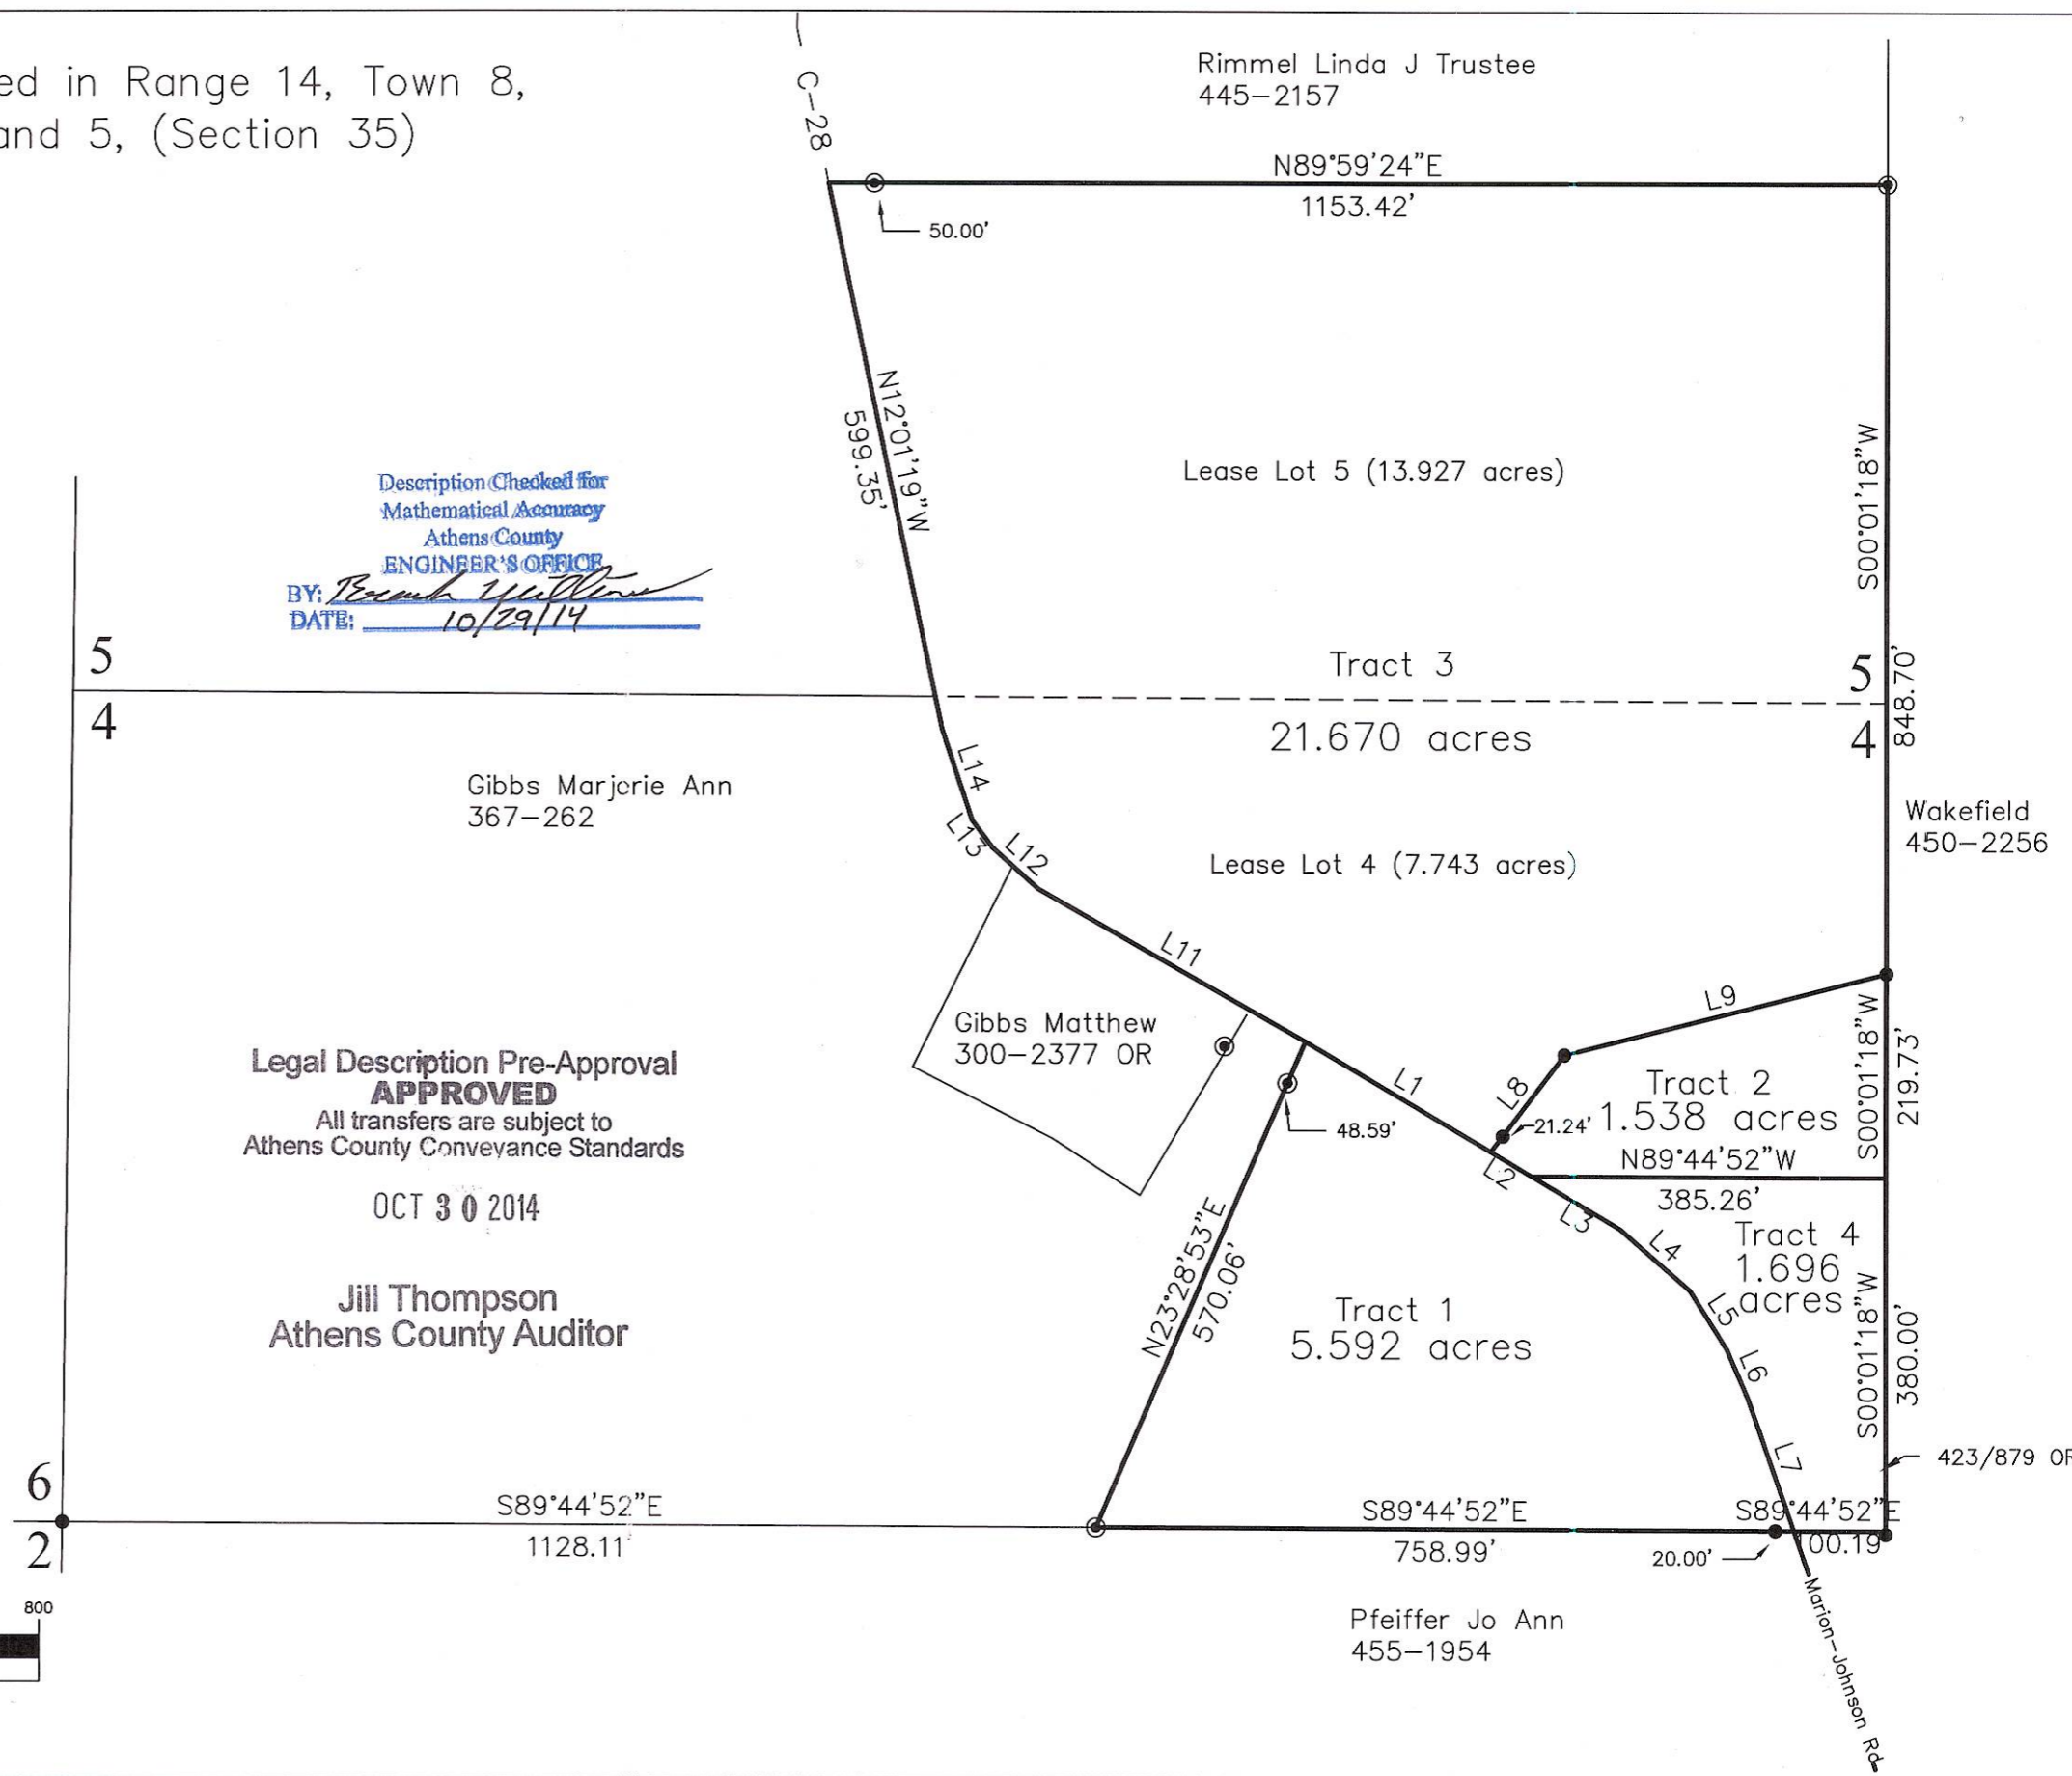 ed in Range 14, Town 8,
and 5, (Section 35)
C-28
Rimmel Linda J Trustee
445-2157
N89°59'24"E
1153.42'
50.00'
N12°01'19"W
599.35'
Lease Lot 5 (13.927 acres)
S00°01'18"W
848.70'
Description Checked for
Mathematical Accuracy
Athens County
ENGINEER'S OFFICE
BY:
DATE: 10/29/14
5
4
Tract 3
21.670 acres
5
4
Gibbs Marjorie Ann
367-262
L14
L13
L12
Lease Lot 4 (7.743 acres)
Wakefield
450-2256
L11
L9
Gibbs Matthew
300-2377 OR
L1
L8
48.59'
21.24'
Tract 2
1.538 acres
S00°01'18"W
219.73'
N89°44'52"W
385.26'
L2
L3
L4
L5
L6
L7
Tract 4
1.696
acres
S00°01'18"W
380.00'
Legal Description Pre-Approval
APPROVED
All transfers are subject to
Athens County Conveyance Standards
OCT 30 2014
Jill Thompson
Athens County Auditor
N23°28'53"E
570.06'
Tract 1
5.592 acres
423/879 OR
6
2
S89°44'52"E
1128.11'
S89°44'52"E
758.99'
S89°44'52"E
100.19'
20.00'
800
Pfeiffer Jo Ann
455-1954
Marion-Johnson Rd